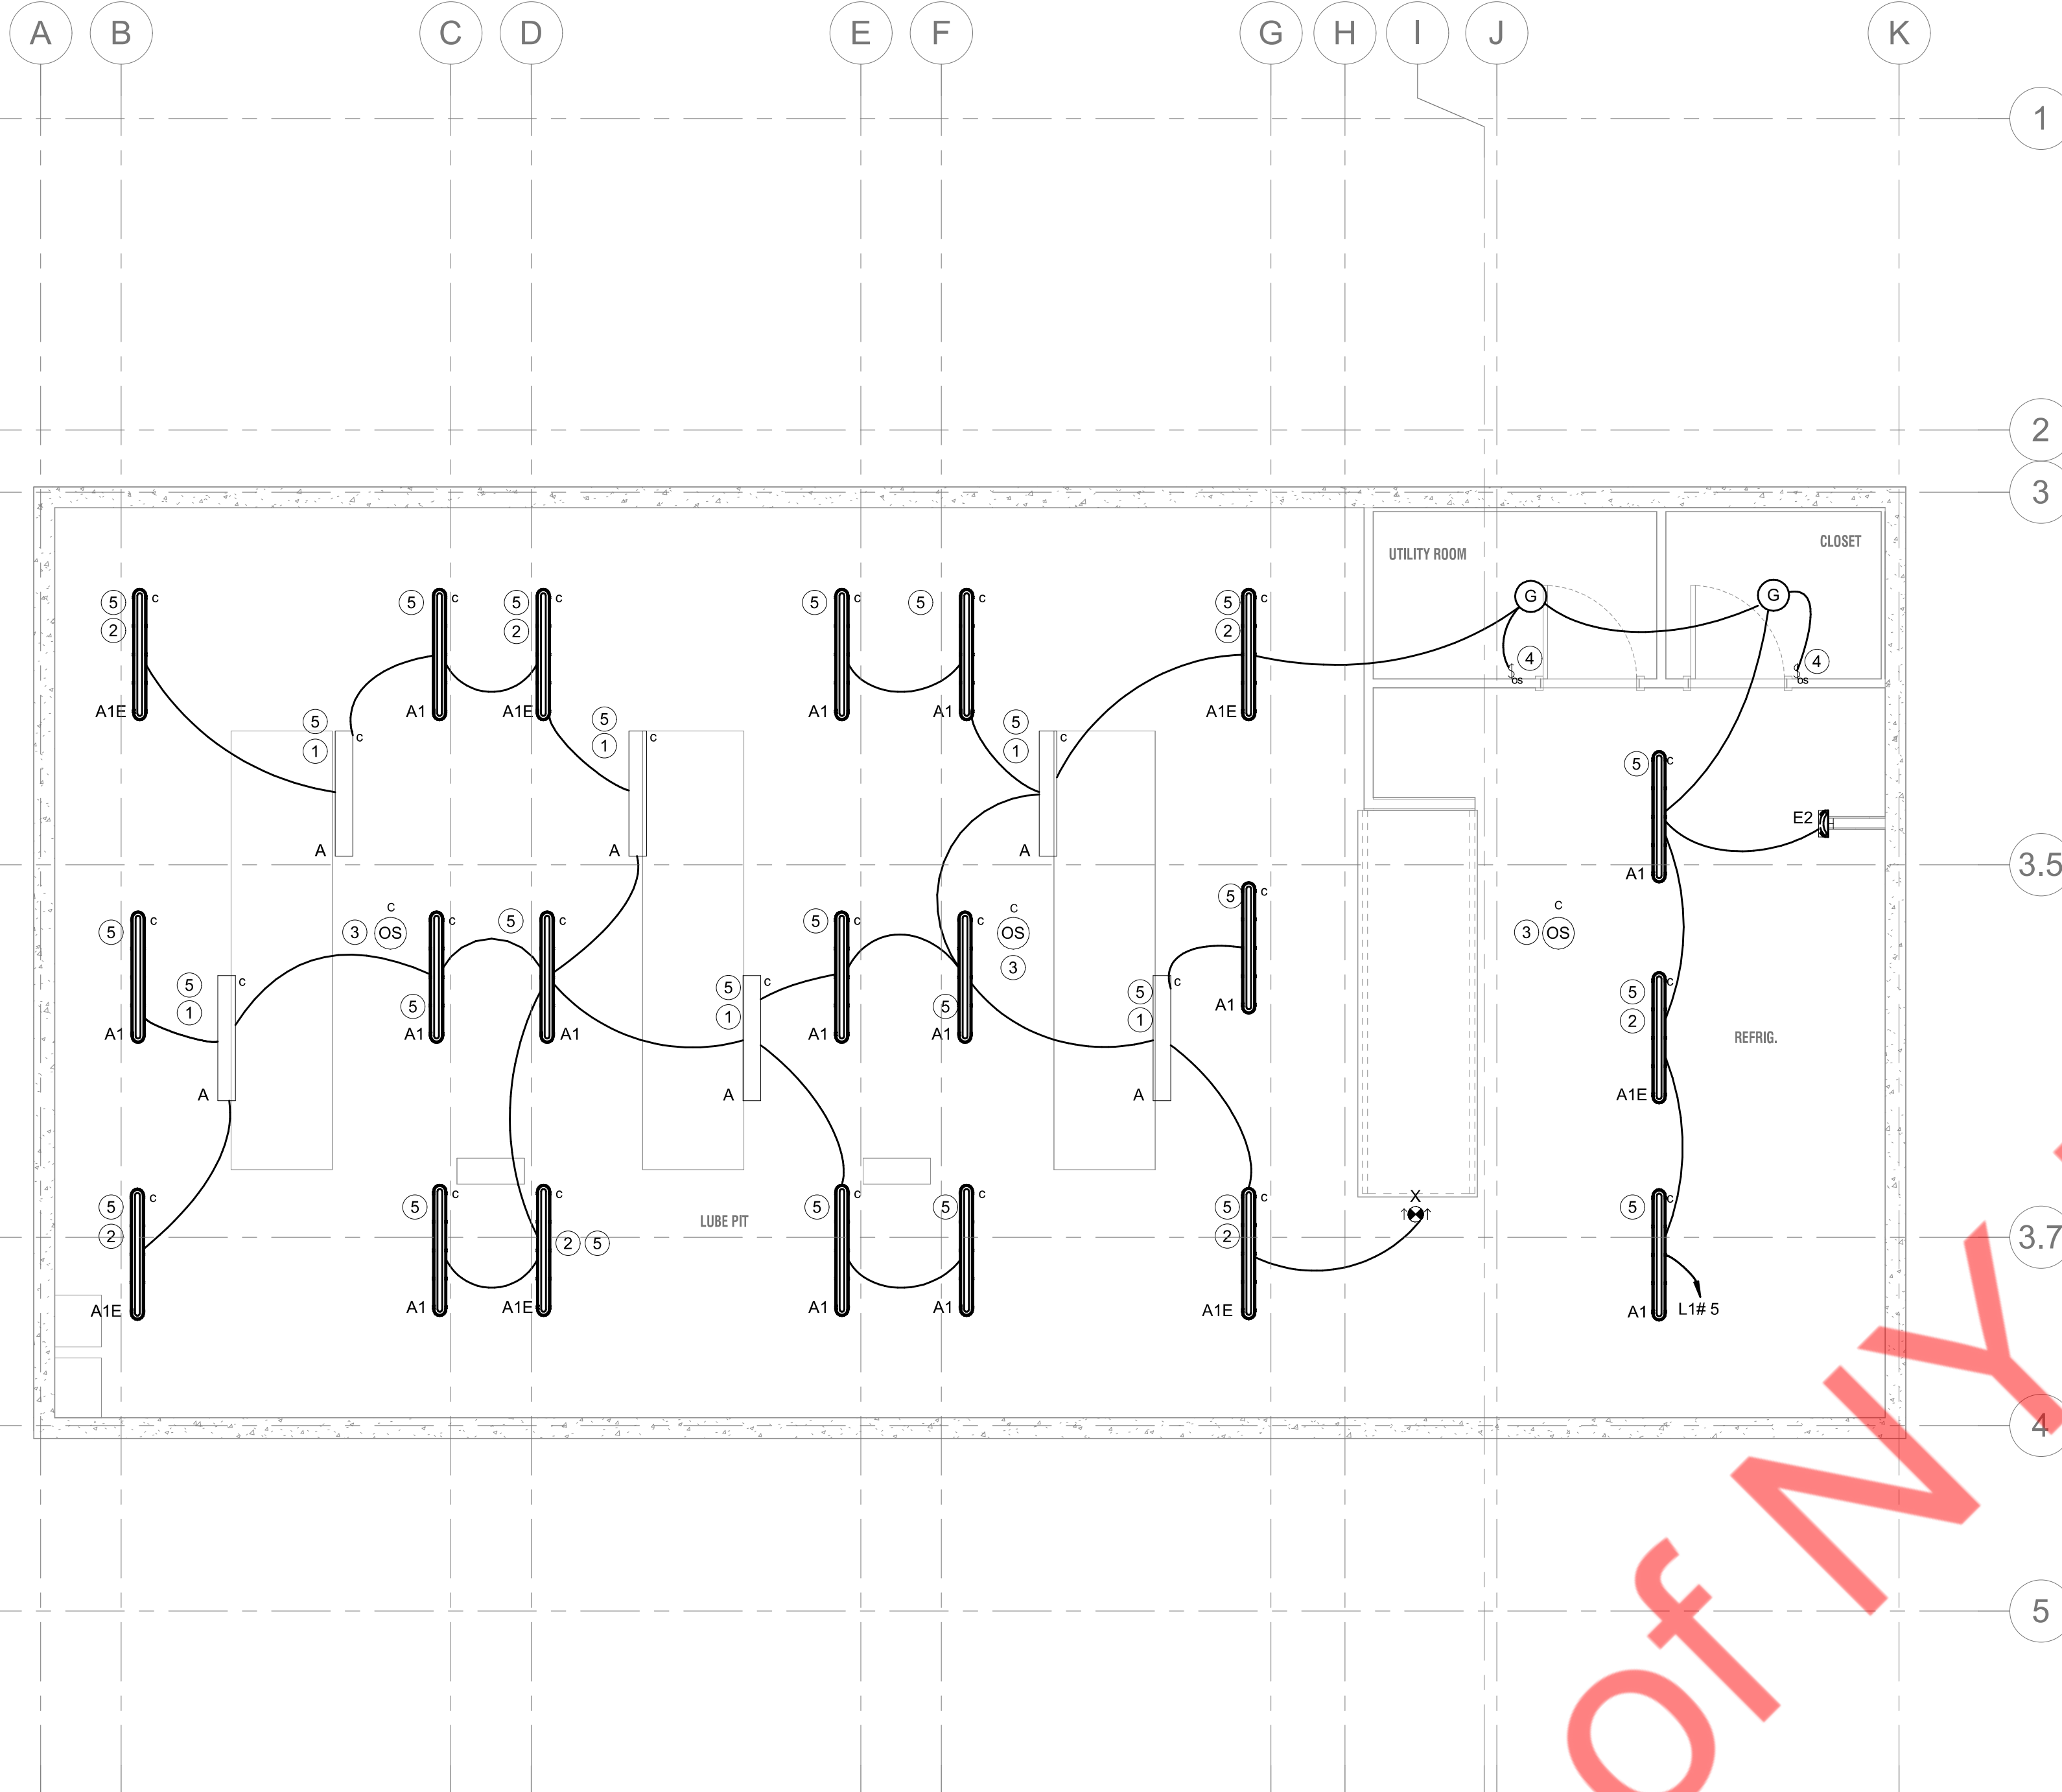 A B C D E F G H I J K
1
2
3
UTILITY ROOM
CLOSET
5 c 5 c 5 c 5 c 5 c 5 c G G
2 2 2
4 4
$os $os
A1E A1 A1E A1 A1 A1E
5 c 5 c 5 c
1 1 1
5 c
E2
A A A
3.5
A1
5 c
C C C
5 c 3 OS c 5 c 5 c c OS 3 OS
3
5 c 5 c 5 c 5 c
1 1 1 2
5 5
A1 A1 A1 A1 A1 A1
REFRIG.
A A A A1E
5 c 5 c c 5 c 5 c 5 c 5 c
X
LUBE PIT
2 2 5 2
3.7
A1E A1 A1E A1 A1 A1E A1 L1# 5
4
5
of NY